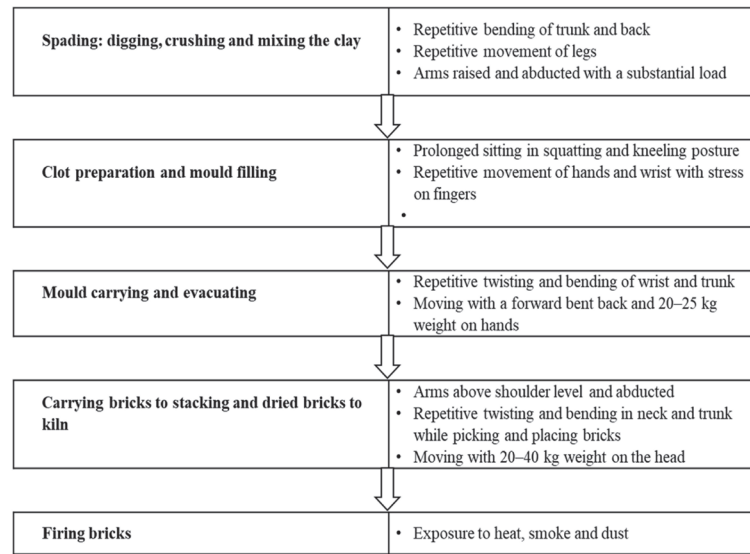 Spading: digging, crushing and mixing the clay
• Repetitive bending of trunk and back
• Repetitive movement of legs
• Arms raised and abducted with a substantial load
Clot preparation and mould filling
• Prolonged sitting in squatting and kneeling posture
• Repetitive movement of hands and wrist with stress
on fingers
•
Mould carrying and evacuating
• Repetitive twisting and bending of wrist and trunk
• Moving with a forward bent back and 20–25 kg
weight on hands
Carrying bricks to stacking and dried bricks to
kiln
• Arms above shoulder level and abducted
• Repetitive twisting and bending in neck and trunk
while picking and placing bricks
• Moving with 20–40 kg weight on the head
Firing bricks
• Exposure to heat, smoke and dust